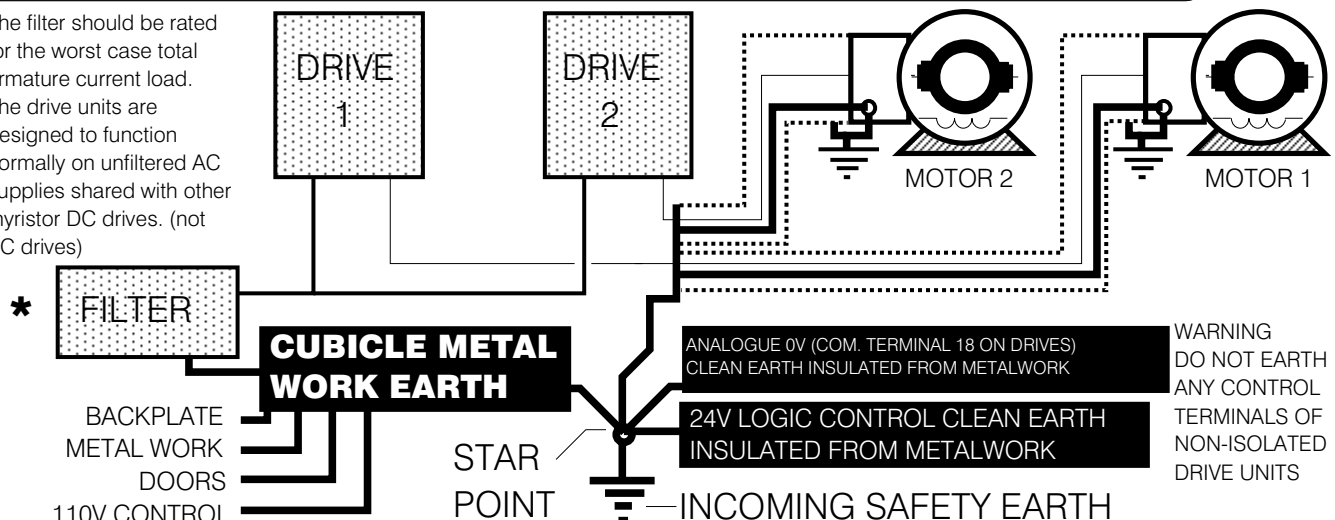 he filter should be rated
or the worst case total
rmature current load.
he drive units are
esigned to function
ormally on unfiltered AC
upplies shared with other
hyristor DC drives. (not
C drives)
DRIVE
1
DRIVE
2
MOTOR 2
MOTOR 1
*
FILTER
CUBICLE METAL
WORK EARTH
ANALOGUE 0V (COM. TERMINAL 18 ON DRIVES)
CLEAN EARTH INSULATED FROM METALWORK
WARNING
DO NOT EARTH
ANY CONTROL
TERMINALS OF
NON-ISOLATED
DRIVE UNITS
24V LOGIC CONTROL CLEAN EARTH
INSULATED FROM METALWORK
BACKPLATE
METAL WORK
DOORS
110V CONTROL
STAR
POINT
INCOMING SAFETY EARTH